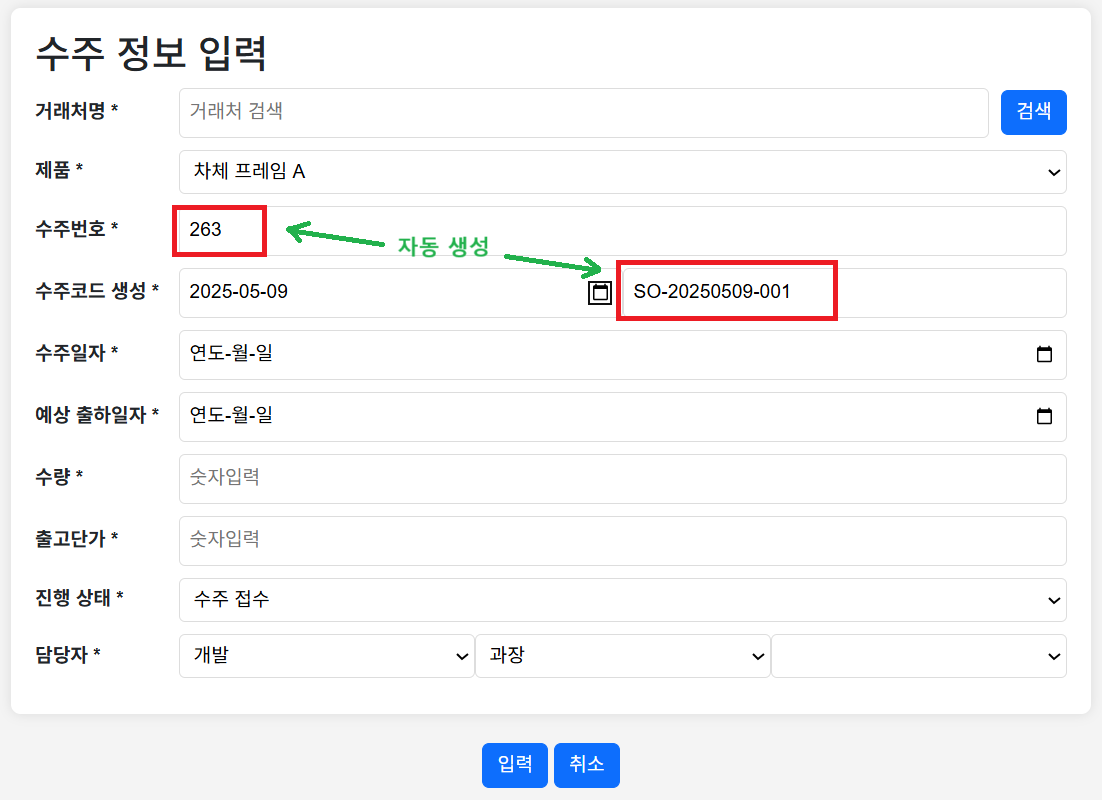 수주 정보 입력
거래처명 * 거래처 검색 검색
제품 * 차체 프레임 A
수주번호 * 263
자동 생성
수주코드 생성 * 2025-05-09 SO-20250509-001
수주일자 * 연도-월-일
예상 출하일자 * 연도-월-일
수량 * 숫자입력
출고단가 * 숫자입력
진행 상태 * 수주 접수
담당자 * 개발 과장
입력 취소